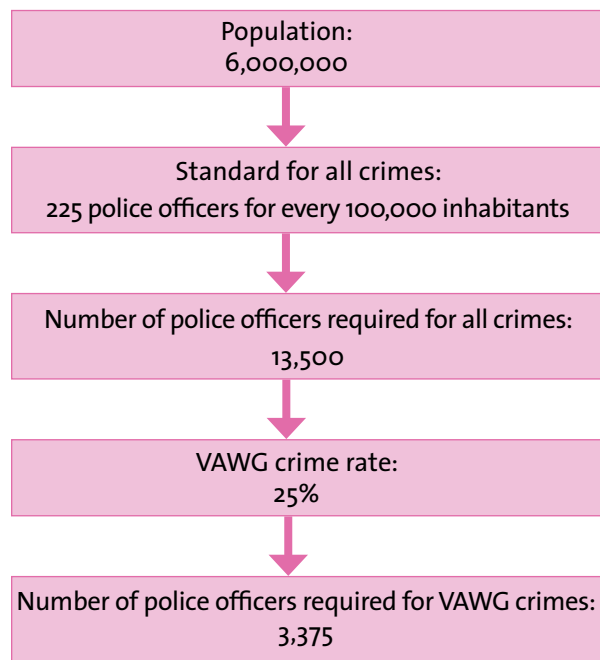 Population:
6,000,000
Standard for all crimes:
225 police officers for every 100,000 inhabitants
Number of police officers required for all crimes:
13,500
VAWG crime rate:
25%
Number of police officers required for VAWG crimes:
3,375